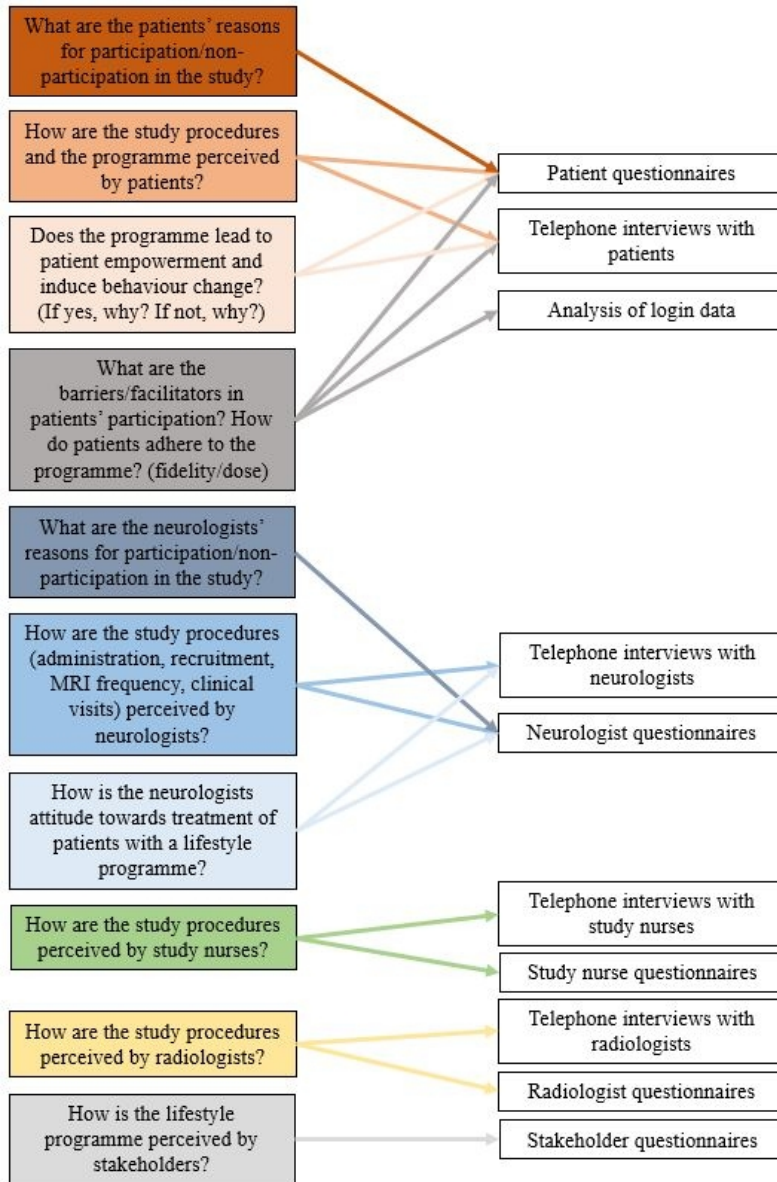 What are the patients’ reasons
for participation/non-
participation in the study?
How are the study procedures
and the programme perceived
by patients?
Does the programme lead to
patient empowerment and
induce behaviour change?
(If yes, why? If not, why?)
What are the
barriers/facilitators in
patients’ participation? How
do patients adhere to the
programme? (fidelity/dose)
What are the neurologists’
reasons for participation/non-
participation in the study?
How are the study procedures
(administration, recruitment,
MRI frequency, clinical
visits) perceived by
neurologists?
How is the neurologists
attitude towards treatment of
patients with a lifestyle
programme?
How are the study procedures
perceived by study nurses?
How are the study procedures
perceived by radiologists?
How is the lifestyle
programme perceived by
stakeholders?
Patient questionnaires
Telephone interviews with
patients
Analysis of login data
Telephone interviews with
neurologists
Neurologist questionnaires
Telephone interviews with
study nurses
Study nurse questionnaires
Telephone interviews with
radiologists
Radiologist questionnaires
Stakeholder questionnaires